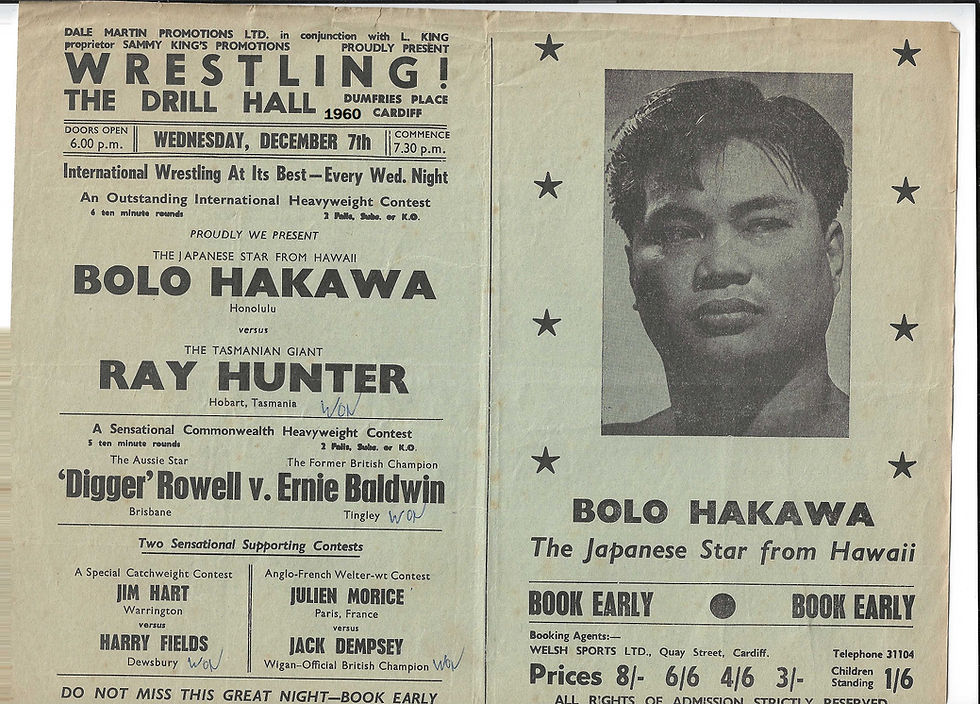 DALE MARTIN PROMOTIONS LTD. in conjunction with L. KING
proprietor SAMMY KING'S PROMOTIONS PROUDLY PRESENT
WRESTLING!
THE DRILL HALL DUMFRIES PLACE
1960 CARDIFF
DOORS OPEN
6.00 p.m.
WEDNESDAY, DECEMBER 7th
COMMENCE
7.30 p.m.
International Wrestling At Its Best—Every Wed. Night
An Outstanding International Heavyweight Contest
6 ten minute rounds 2 Falls, Subs. or K.O.
PROUDLY WE PRESENT
THE JAPANESE STAR FROM HAWAII
BOLO HAKAWA
Honolulu
versus
THE TASMANIAN GIANT
RAY HUNTER
Hobart, Tasmania WON
A Sensational Commonwealth Heavyweight Contest
5 ten minute rounds 2 Falls, Subs. or K.O.
The Aussie Star The Former British Champion
'Digger' Rowell v. Ernie Baldwin
Brisbane Tingley WON
Two Sensational Supporting Contests
A Special Catchweight Contest
JIM HART
Warrington
versus
HARRY FIELDS
Dewsbury WON
Anglo-French Welter-wt Contest
JULIEN MORICE
Paris, France
versus
JACK DEMPSEY
Wigan–Official British Champion WON
DO NOT MISS THIS GREAT NIGHT—BOOK EARLY
BOLO HAKAWA
The Japanese Star from Hawaii
BOOK EARLY ● BOOK EARLY
Booking Agents:—
WELSH SPORTS LTD., Quay Street, Cardiff. Telephone 31104
Prices 8/- 6/6 4/6 3/- Children Standing 1/6
ALL RIGHTS OF ADMISSION STRICTLY RESERVED